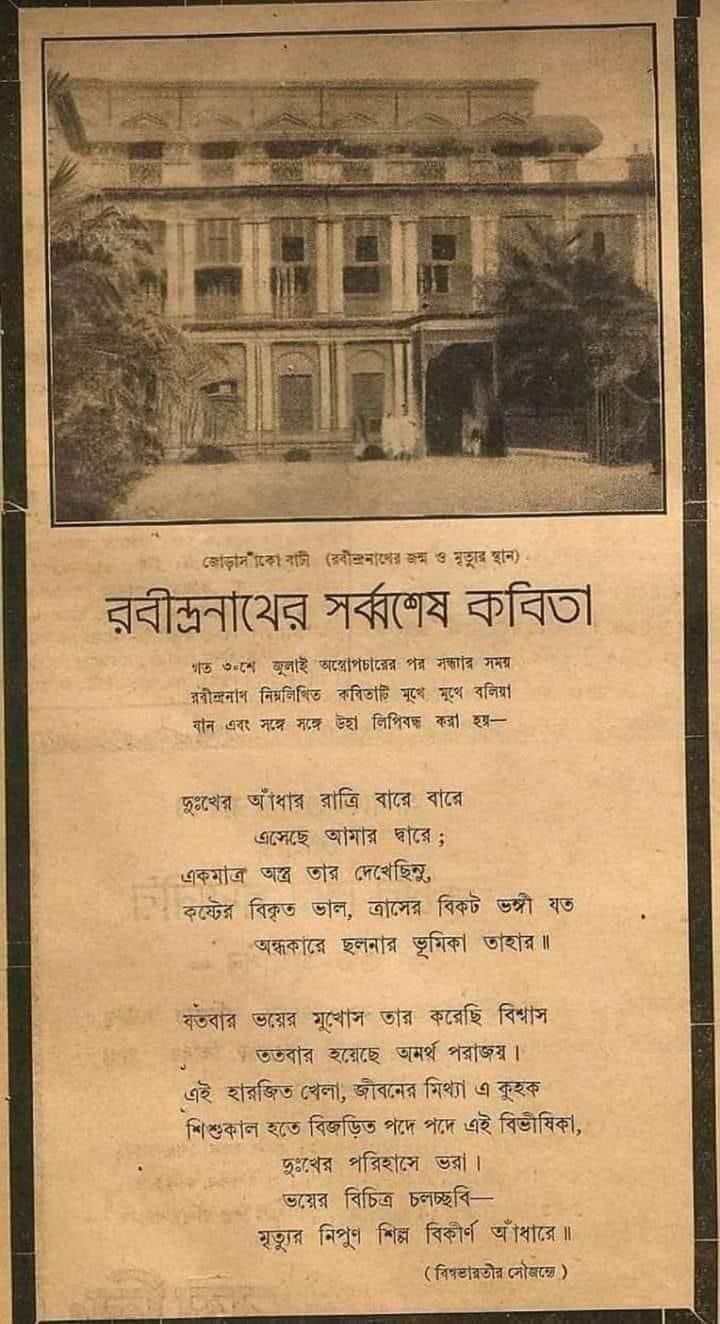 জোড়াসাঁকো বাটী (রবীন্দ্রনাথের জন্ম ও মৃত্যুর স্থান)
রবীন্দ্রনাথের সর্ব্বশেষ কবিতা
গত ৩০শে জুলাই অস্ত্রোপচারের পর সন্ধ্যার সময়
রবীন্দ্রনাথ নিম্নলিখিত কবিতাটি মুখে মুখে বলিয়া
যান এবং সঙ্গে সঙ্গে উহা লিপিবদ্ধ করা হয়—
দুঃখের আঁধার রাত্রি বারে বারে
এসেছে আমার দ্বারে ;
একমাত্র অস্ত্র তার দেখেছিনু,
কষ্টের বিকৃত ভাল, ত্রাসের বিকট ভঙ্গী যত
অন্ধকারে ছলনার ভূমিকা তাহার॥
যতবার ভয়ের মুখোস তার করেছি বিশ্বাস
ততবার হয়েছে অনর্থ পরাজয়।
এই হারজিত খেলা, জীবনের মিথ্যা এ কুহক
শিশুকাল হতে বিজড়িত পদে পদে এই বিভীষিকা,
দুঃখের পরিহাসে ভরা।
ভয়ের বিচিত্র চলচ্ছবি—
মৃত্যুর নিপুণ শিল্প বিকীর্ণ আঁধারে॥
( বিশ্বভারতীর সৌজন্যে )